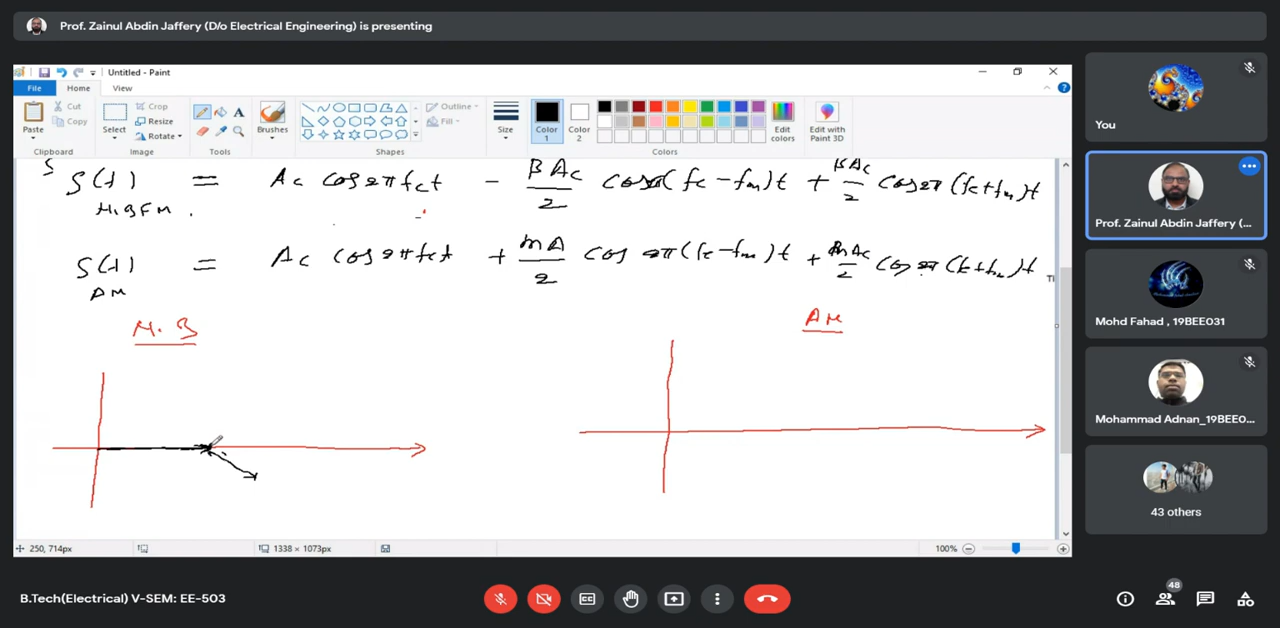 Prof. Zainul Abdin Jaffery (D/o Electrical Engineering) is presenting
Untitled - Paint
File Home View
Paste
Cut
Copy
Clipboard
Select
Crop
Resize
Rotate
Image
Tools
Brushes
Shapes
Outline
Fill
Size
Color 1
Color 2
Colors
Edit colors
Edit with Paint 3D
S(t) = Ac cos 2πfct - βAc/2 cos 2π(fc-fm)t + βAc/2 cos 2π(fc+fm)t
N.B FM.
S(t) = Ac cos 2πfct + mA/2 cos 2π(fc-fm)t + mAc/2 cos 2π(fc+fm)t
AM
N.B
AM
250, 714px
1338 × 1073px
100%
You
Prof. Zainul Abdin Jaffery (...
Mohd Fahad , 19BEE031
Mohammad Adnan_19BEE0...
43 others
B.Tech(Electrical) V-SEM: EE-503
48